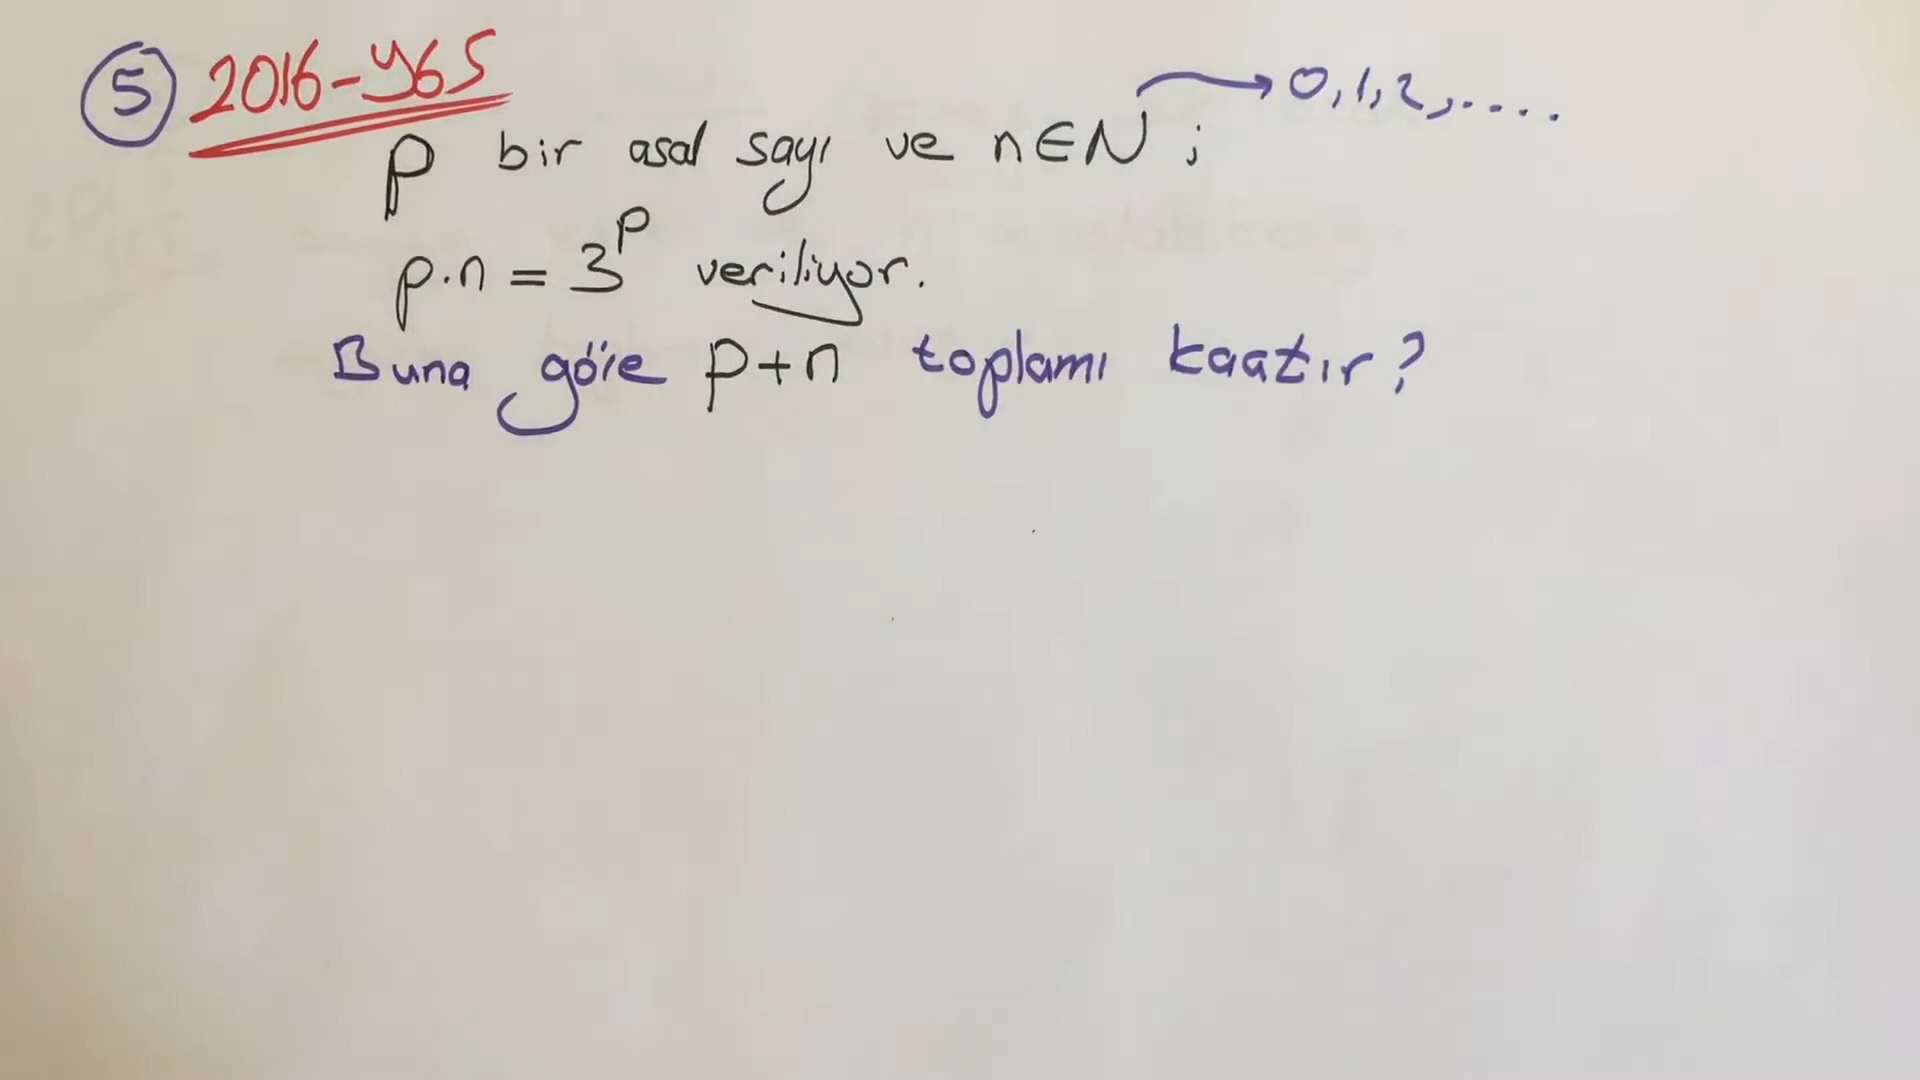 5 2016-YGS
→ 0, 1, 2, ....
P bir asal sayı ve n∈N ;
p.n = 3^p veriliyor.
Buna göre p+n toplamı kaçtır?